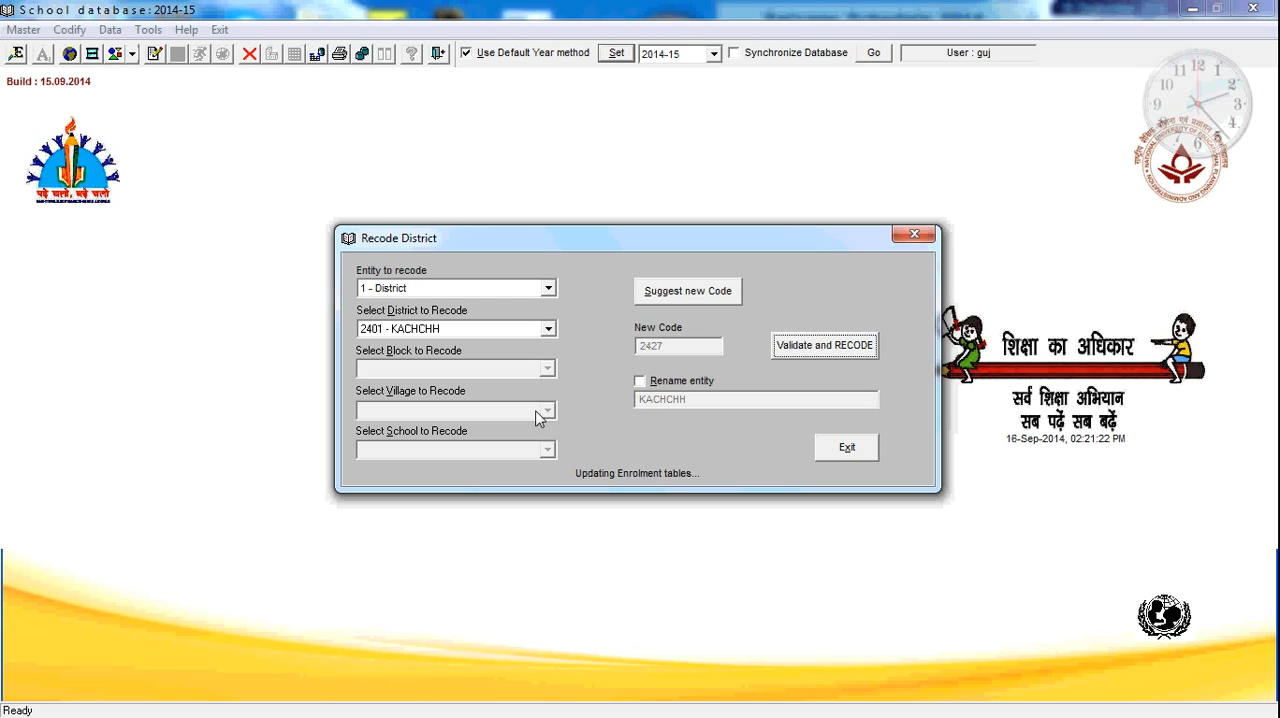 School database:2014-15
Master Codify Data Tools Help Exit
Use Default Year method Set 2014-15 Synchronize Database Go User : guj
Build : 15.09.2014
पढ़े चलो, बढ़े चलो
Recode District
Entity to recode
1 - District
Suggest new Code
Select District to Recode
2401 - KACHCHH
New Code
2427
Validate and RECODE
Select Block to Recode
Select Village to Recode
Rename entity
KACHCHH
Select School to Recode
Exit
Updating Enrolment tables...
शिक्षा का अधिकार
सर्व शिक्षा अभियान
सब पढ़ें सब बढ़ें
16-Sep-2014, 02:21:22 PM
Ready